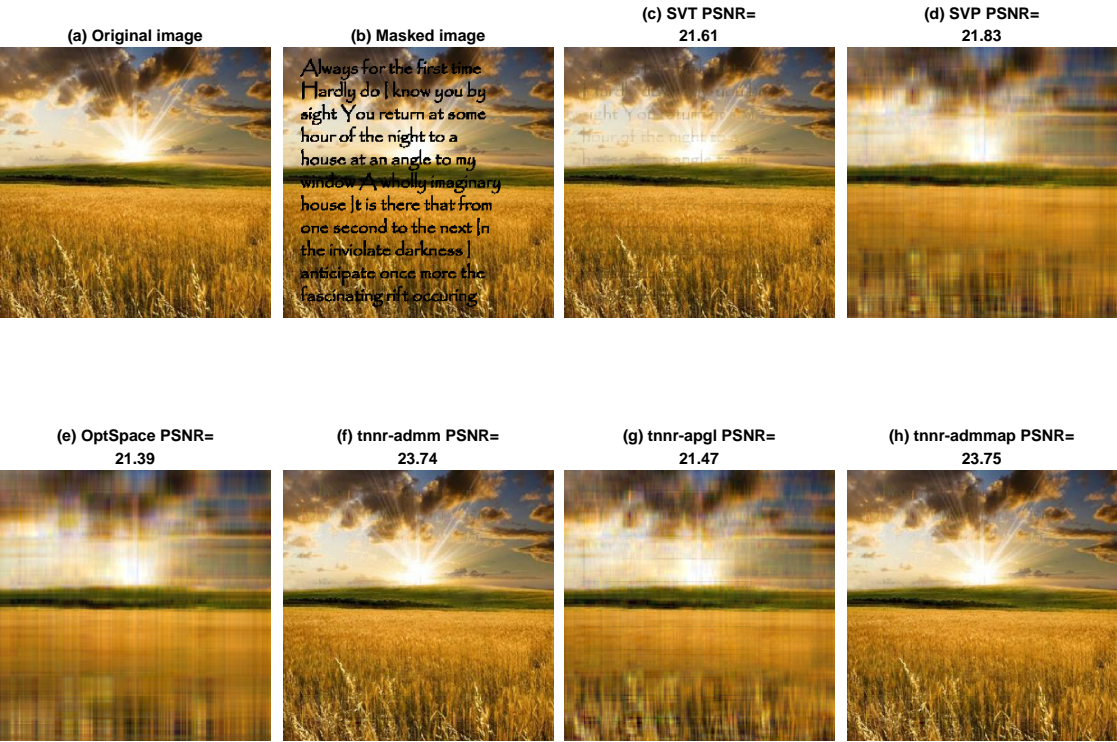 (a) Original image
(b) Masked image
(c) SVT PSNR=
21.61
(d) SVP PSNR=
21.83
Always for the first time
Hardly do I know you by
sight You return at some
hour of the night to a
house at an angle to my
window A wholly imaginary
house It is there that from
one second to the next In
the inviolate darkness I
anticipate once more the
fascinating rift occuring
(e) OptSpace PSNR=
21.39
(f) tnnr-admm PSNR=
23.74
(g) tnnr-apgl PSNR=
21.47
(h) tnnr-admmap PSNR=
23.75